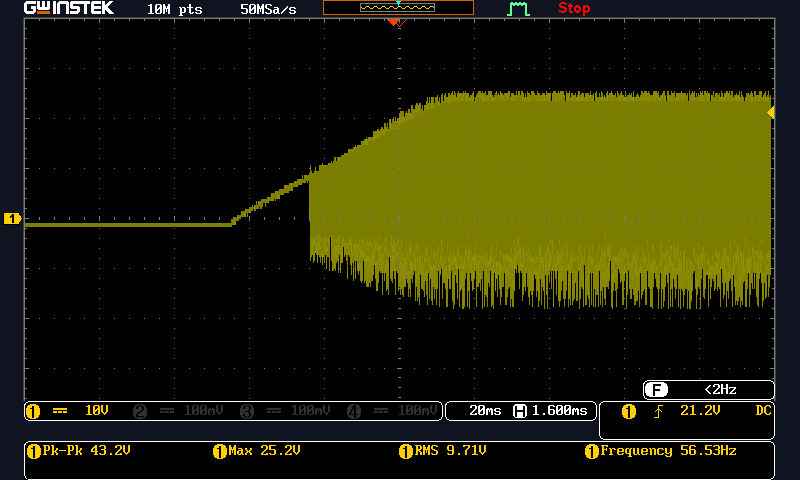 GWINSTEK 10M pts 50MSa/s Stop
1
F <2Hz
1 10V 2 100mV 3 100mV 4 100mV 20ms H 1.600ms 1 21.2V DC
1 Pk-Pk 43.2V 1 Max 25.2V 1 RMS 9.71V 1 Frequency 56.53Hz